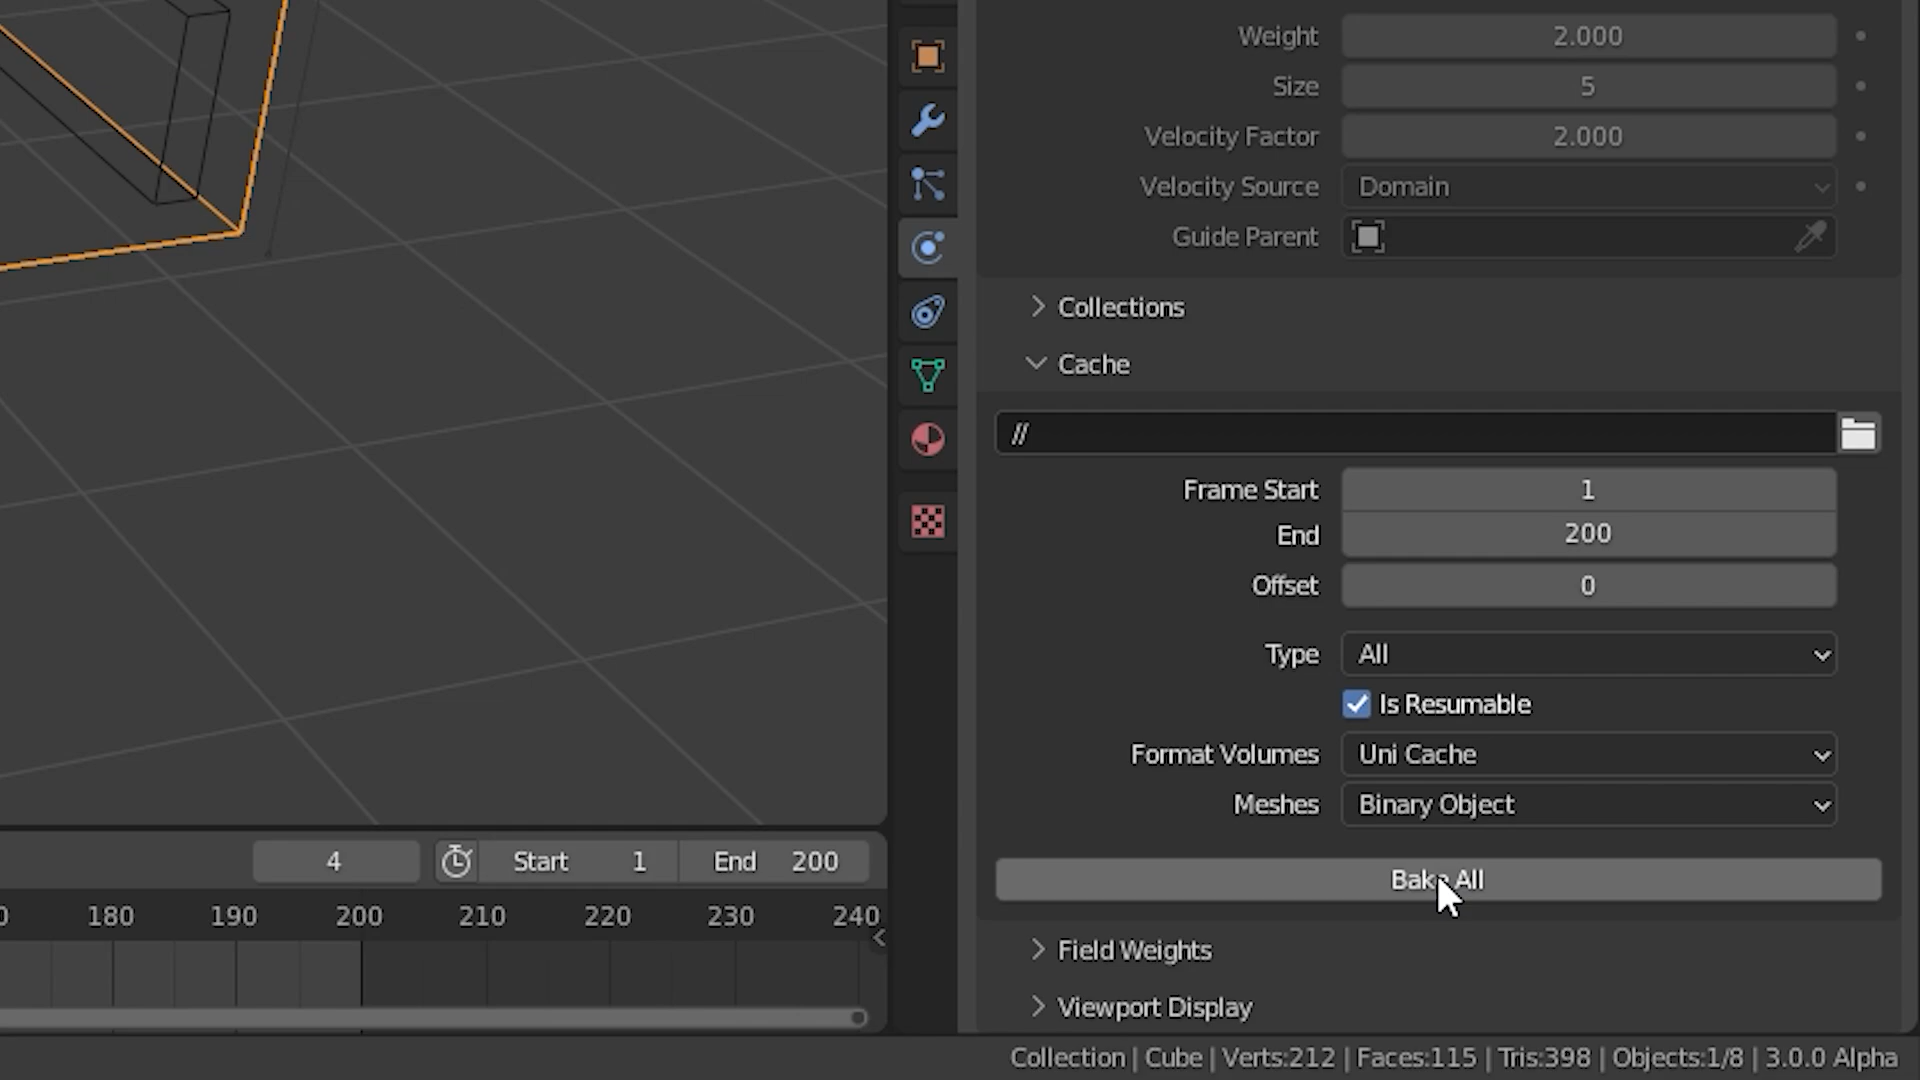 Weight 2.000
Size 5
Velocity Factor 2.000
Velocity Source Domain
Guide Parent
Collections
Cache
//
Frame Start 1
End 200
Offset 0
Type All
Is Resumable
Format Volumes Uni Cache
Meshes Binary Object
Bake All
Field Weights
Viewport Display
4 Start 1 End 200
0 180 190 200 210 220 230 240
Collection | Cube | Verts:212 | Faces:115 | Tris:398 | Objects:1/8 | 3.0.0 Alpha